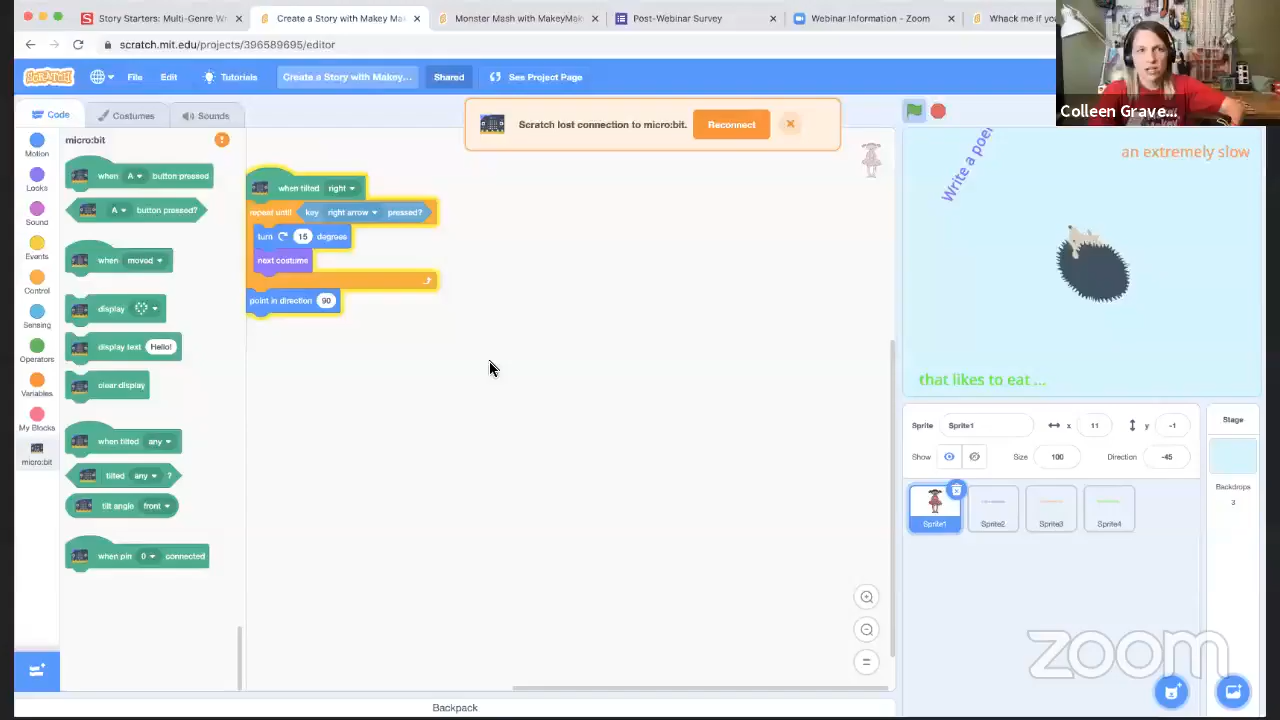 Story Starters: Multi-Genre Wr
Create a Story with Makey Ma
Monster Mash with MakeyMak
Post-Webinar Survey
Webinar Information - Zoom
Whack me if you
scratch.mit.edu/projects/396589695/editor
SCRATCH
File
Edit
Tutorials
Create a Story with Makey...
Shared
See Project Page
Colleen Grave...
Code
Costumes
Sounds
Scratch lost connection to micro:bit.
Reconnect
Motion
Looks
Sound
Events
Control
Sensing
Operators
Variables
My Blocks
micro:bit
micro:bit
when A button pressed
A button pressed?
when moved
display
display text Hello!
clear display
when tilted any
tilted any ?
tilt angle front
when pin 0 connected
when tilted right
repeat until key right arrow pressed?
turn 15 degrees
next costume
point in direction 90
Write a poe
an extremely slow
that likes to eat ...
Sprite Sprite1 x 11 y -1
Show Size 100 Direction -45
Sprite1
Sprite2
Sprite3
Sprite4
Stage
Backdrops
3
Backpack
zoom